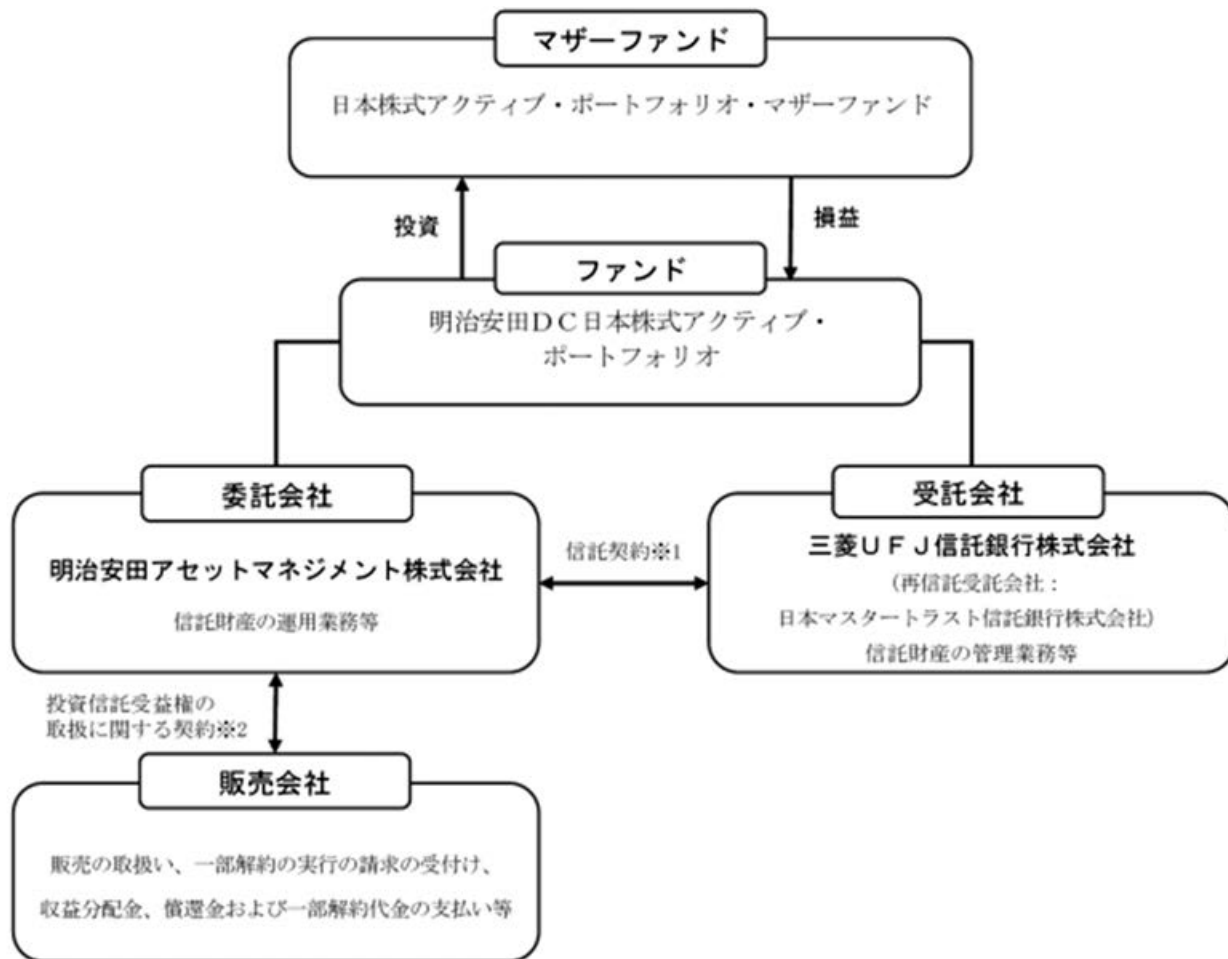 マザーファンド
日本株式アクティブ・ポートフォリオ・マザーファンド
投資
損益
ファンド
明治安田DC日本株式アクティブ・
ポートフォリオ
委託会社
明治安田アセットマネジメント株式会社
信託財産の運用業務等
信託契約※1
受託会社
三菱UFJ信託銀行株式会社
(再信託受託会社:
日本マスタートラスト信託銀行株式会社)
信託財産の管理業務等
投資信託受益権の
取扱に関する契約※2
販売会社
販売の取扱い、一部解約の実行の請求の受付け、
収益分配金、償還金および一部解約代金の支払い等